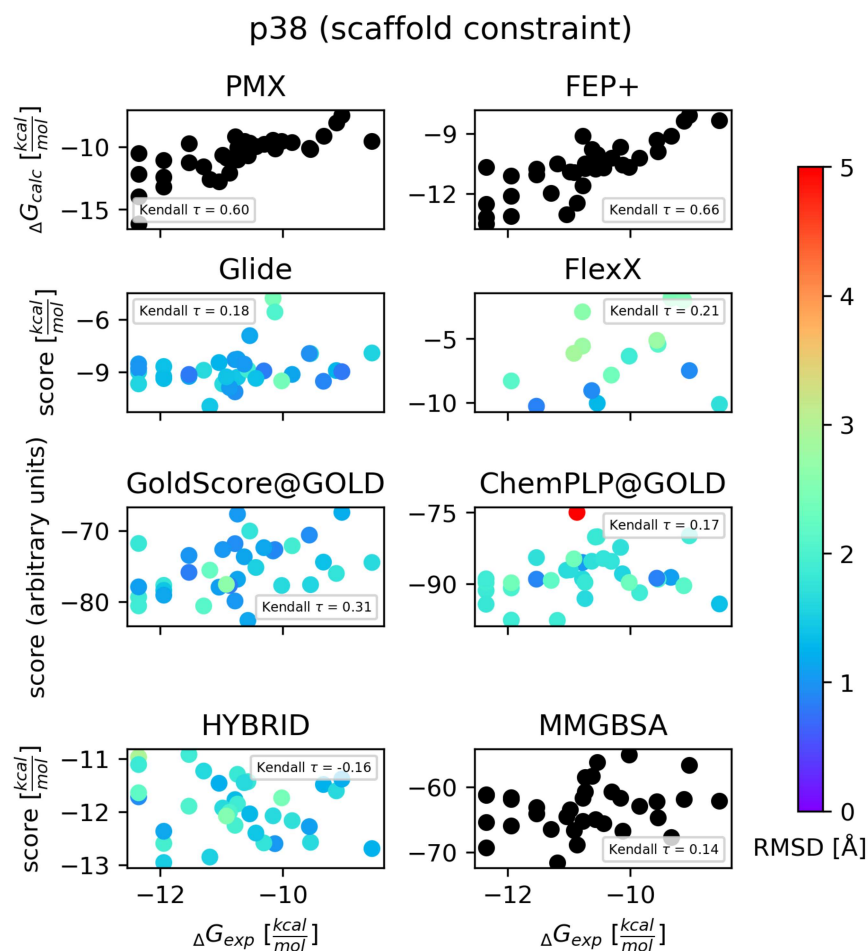 p38 (scaffold constraint)
PMX
FEP+
ΔG_calc [kcal/mol]
−10
−15
Kendall τ = 0.60
−9
−12
Kendall τ = 0.66
Glide
FlexX
score [kcal/mol]
−6
−9
Kendall τ = 0.18
−5
−10
Kendall τ = 0.21
GoldScore@GOLD
ChemPLP@GOLD
score (arbitrary units)
−70
−80
Kendall τ = 0.31
−75
−90
Kendall τ = 0.17
HYBRID
MMGBSA
score [kcal/mol]
−11
−12
−13
Kendall τ = -0.16
−60
−70
Kendall τ = 0.14
−12
−10
−12
−10
ΔG_exp [kcal/mol]
ΔG_exp [kcal/mol]
5
4
3
2
1
0
RMSD [Å]